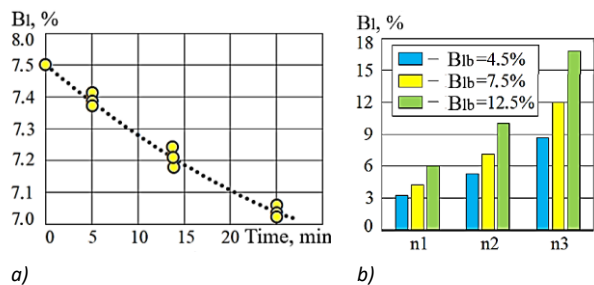 Bl, %
8.0
7.5
7.4
7.3
7.2
7.1
7.0
0 5 10 15 20 Time, min
a)
Bl, %
18
15
12
9
6
3
0
– Blb=4.5%
– Blb=7.5%
– Blb=12.5%
n1 n2 n3
b)